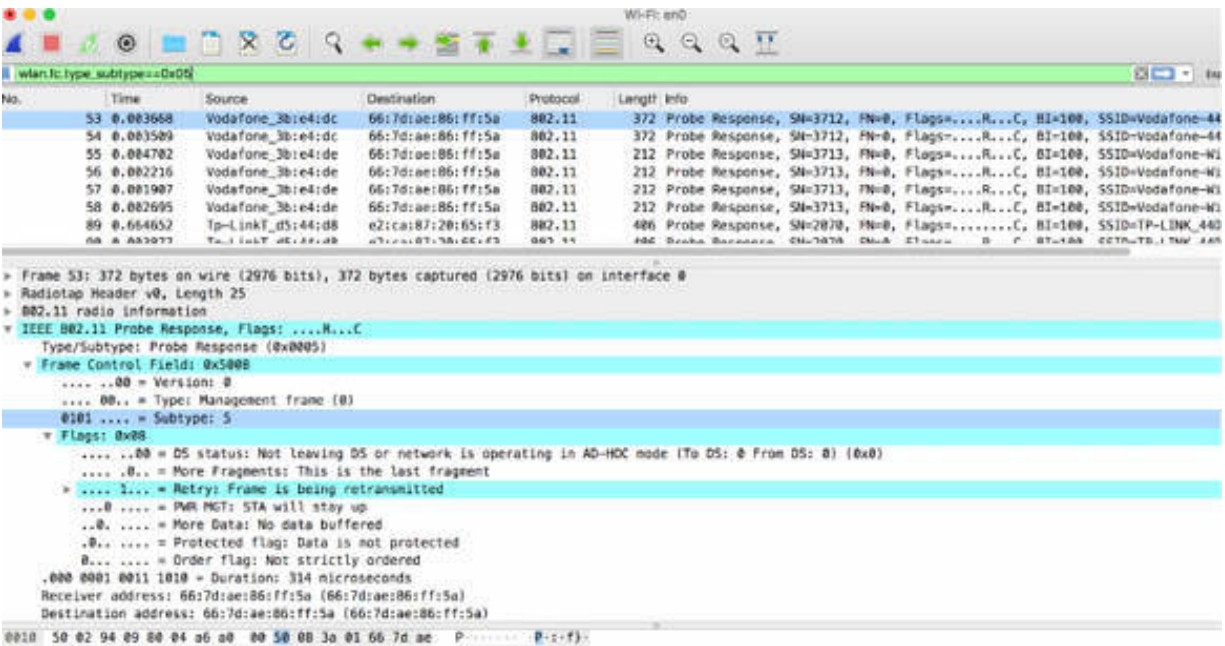 Wi-Fi: en0
wlan.fc.type_subtype==0x05
No. Time Source Destination Protocol Length Info
53 0.003668 Vodafone_3b:e4:dc 66:7d:ae:86:ff:5a 802.11 372 Probe Response, SN=3712, FN=0, Flags=....R...C, BI=100, SSID=Vodafone-44
54 0.003509 Vodafone_3b:e4:dc 66:7d:ae:86:ff:5a 802.11 372 Probe Response, SN=3712, FN=0, Flags=....R...C, BI=100, SSID=Vodafone-44
55 0.004702 Vodafone_3b:e4:de 66:7d:ae:86:ff:5a 802.11 212 Probe Response, SN=3713, FN=0, Flags=....R...C, BI=100, SSID=Vodafone-Wi
56 0.002216 Vodafone_3b:e4:de 66:7d:ae:86:ff:5a 802.11 212 Probe Response, SN=3713, FN=0, Flags=....R...C, BI=100, SSID=Vodafone-Wi
57 0.001907 Vodafone_3b:e4:de 66:7d:ae:86:ff:5a 802.11 212 Probe Response, SN=3713, FN=0, Flags=....R...C, BI=100, SSID=Vodafone-Wi
58 0.002695 Vodafone_3b:e4:de 66:7d:ae:86:ff:5a 802.11 212 Probe Response, SN=3713, FN=0, Flags=....R...C, BI=100, SSID=Vodafone-Wi
89 0.664652 Tp-LinkT_d5:44:d8 e2:ca:87:20:65:f3 802.11 406 Probe Response, SN=2070, FN=0, Flags=........C, BI=100, SSID=TP-LINK_44D
Frame 53: 372 bytes on wire (2976 bits), 372 bytes captured (2976 bits) on interface 0
Radiotap Header v0, Length 25
802.11 radio information
IEEE 802.11 Probe Response, Flags: ....R...C
Type/Subtype: Probe Response (0x0005)
Frame Control Field: 0x5008
.... ..00 = Version: 0
.... 00.. = Type: Management frame (0)
0101 .... = Subtype: 5
Flags: 0x08
.... ..00 = DS status: Not leaving DS or network is operating in AD-HOC mode (To DS: 0 From DS: 0) (0x0)
.... .0.. = More Fragments: This is the last fragment
.... 1... = Retry: Frame is being retransmitted
...0 .... = PWR MGT: STA will stay up
..0. .... = More Data: No data buffered
.0.. .... = Protected flag: Data is not protected
0... .... = Order flag: Not strictly ordered
.000 0001 0011 1010 = Duration: 314 microseconds
Receiver address: 66:7d:ae:86:ff:5a (66:7d:ae:86:ff:5a)
Destination address: 66:7d:ae:86:ff:5a (66:7d:ae:86:ff:5a)
0010 50 02 94 09 80 04 a6 a0 00 50 08 3a 01 66 7d ae P······· ·P·:·f}·